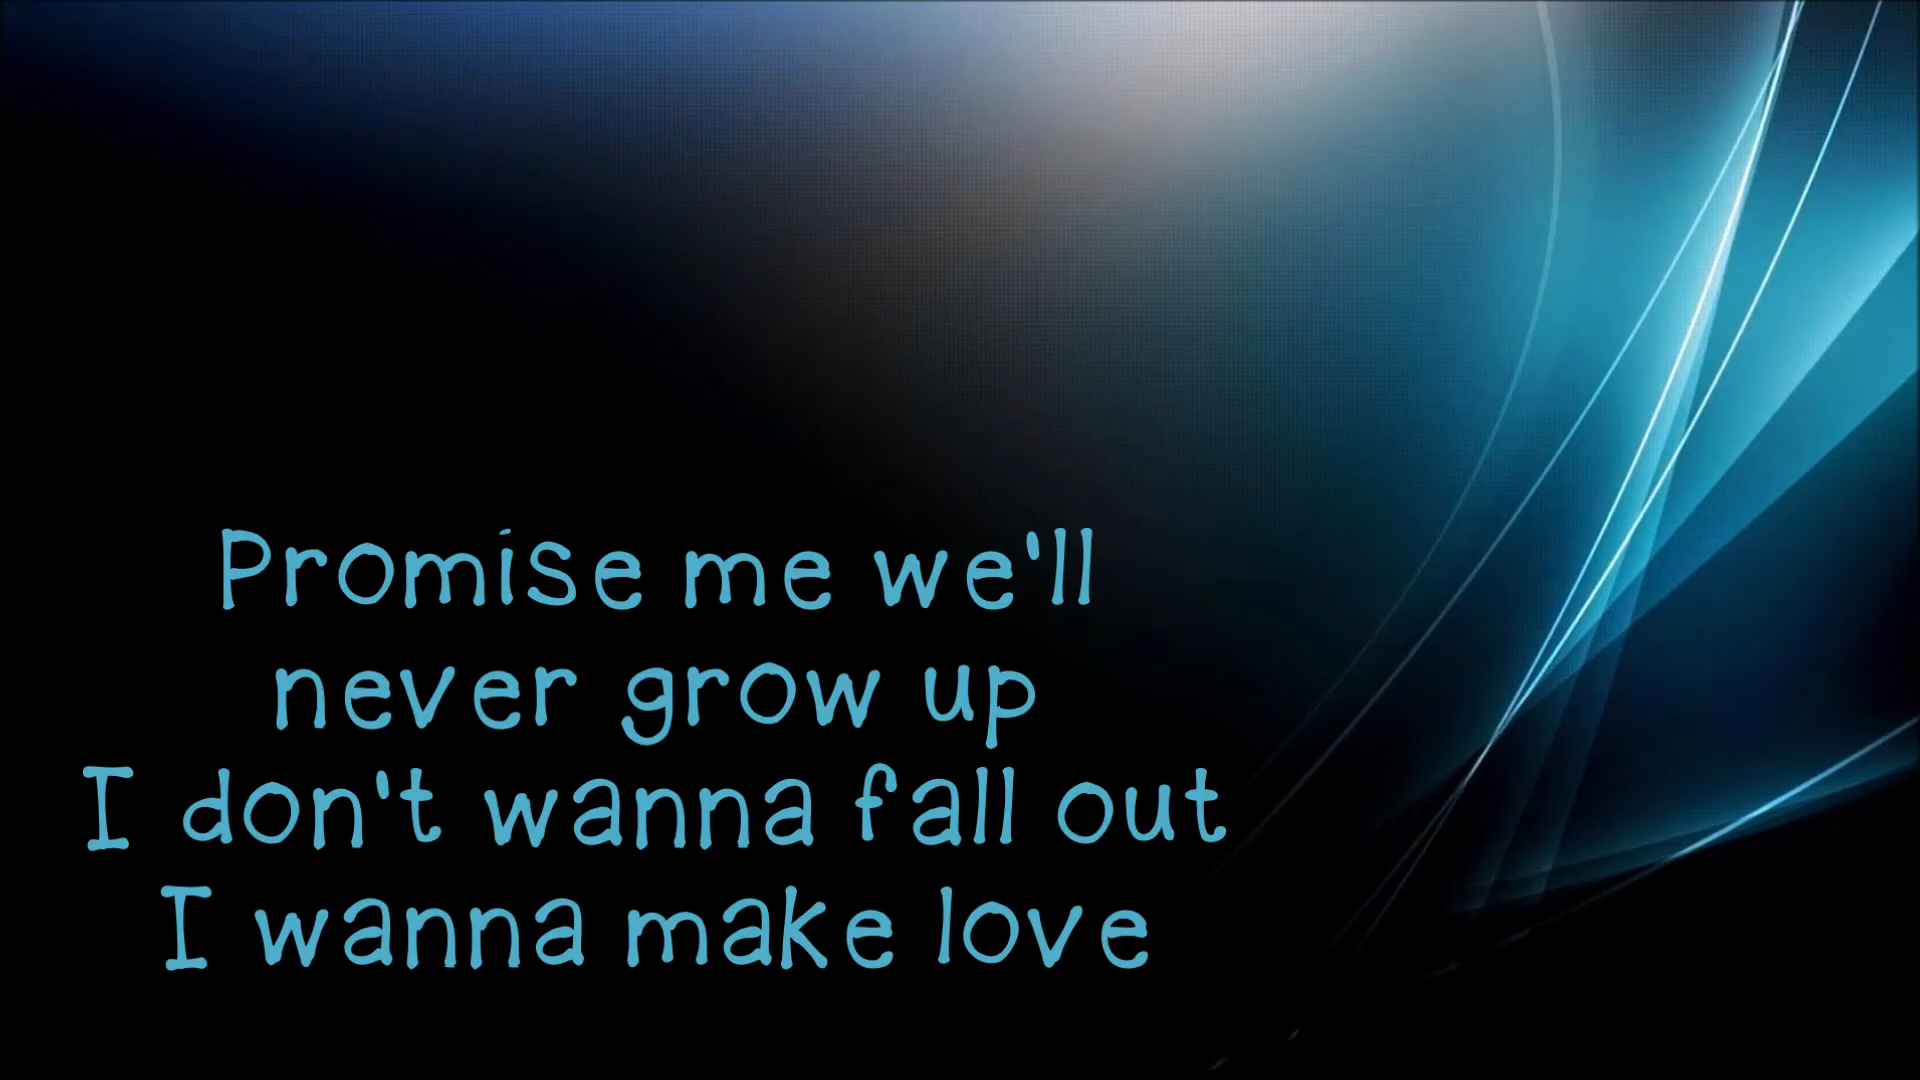 Promise me we'll
never grow up
I don't wanna fall out
I wanna make love